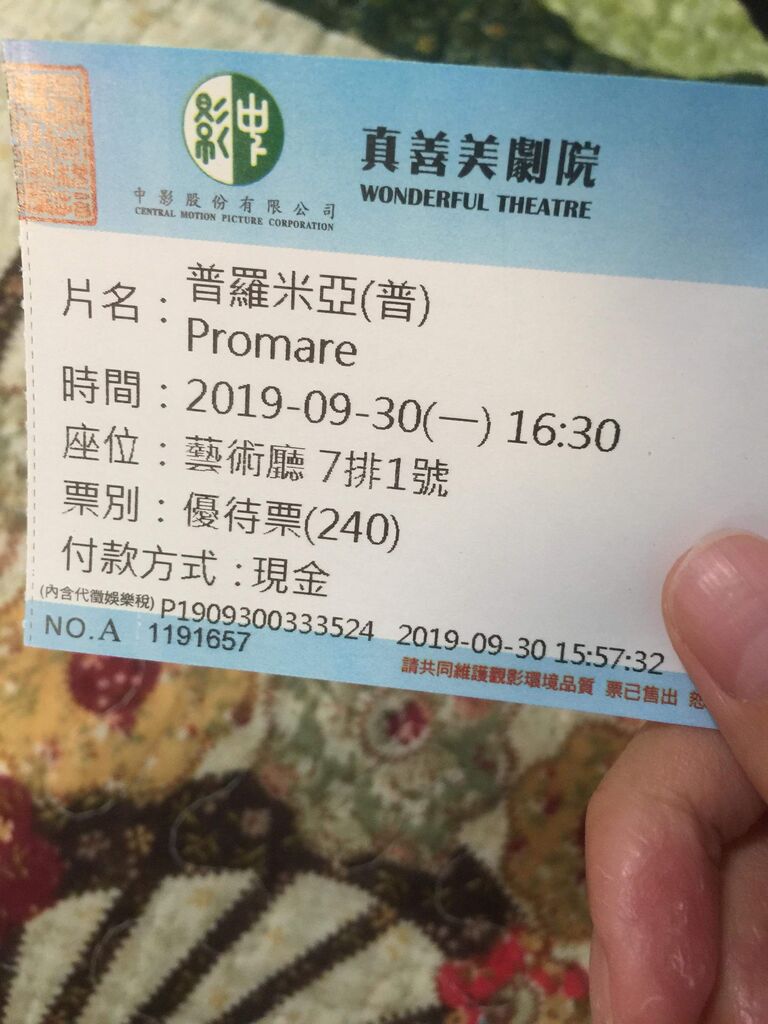 中影
中影股份有限公司
CENTRAL MOTION PICTURE CORPORATION
真善美劇院
WONDERFUL THEATRE
片名：普羅米亞(普)
Promare
時間：2019-09-30(一) 16:30
座位：藝術廳 7排1號
票別：優待票(240)
付款方式：現金
(內含代徵娛樂稅) P1909300333524 2019-09-30 15:57:32
NO.A 1191657
請共同維護觀影環境品質 票已售出 恕